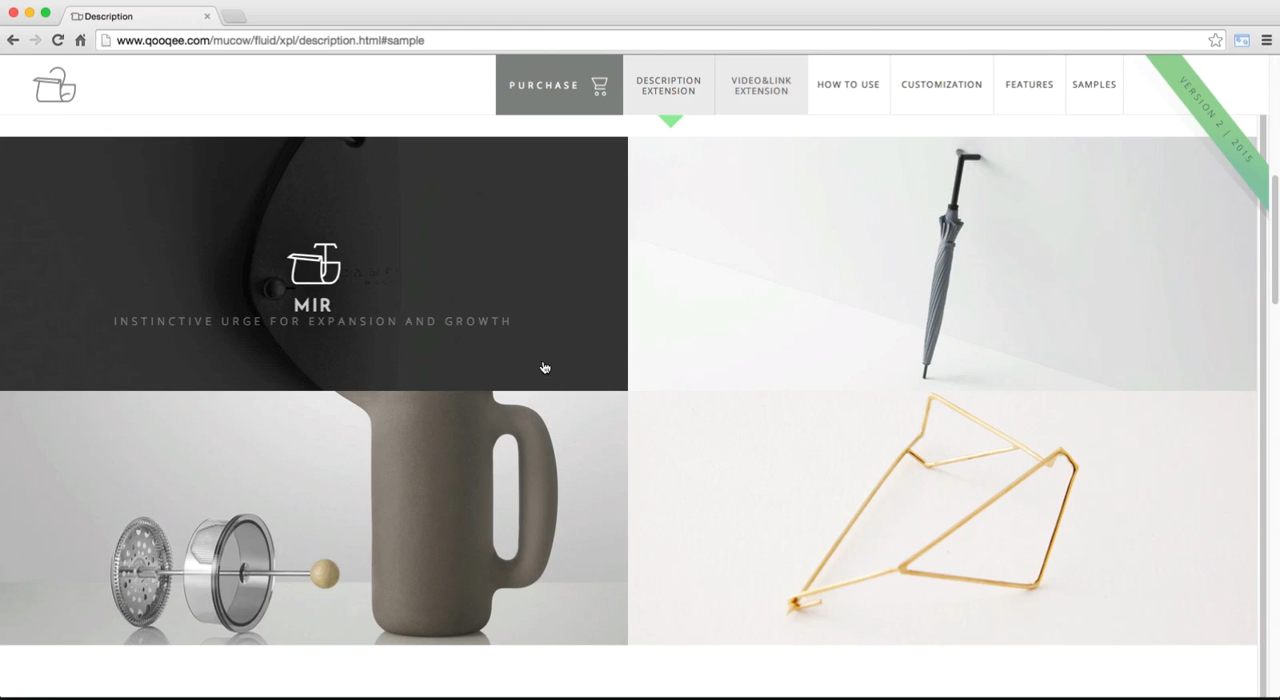 Description
www.qooqee.com/mucow/fluid/xpl/description.html#sample
PURCHASE
DESCRIPTION
EXTENSION
VIDEO&LINK
EXTENSION
HOW TO USE
CUSTOMIZATION
FEATURES
SAMPLES
VERSION 2 | 2015
MIR
INSTINCTIVE URGE FOR EXPANSION AND GROWTH